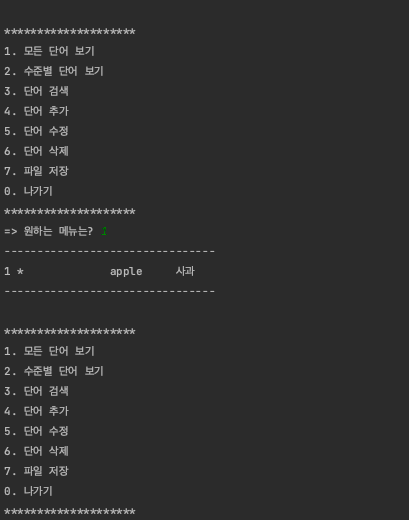 ********************
1. 모든 단어 보기
2. 수준별 단어 보기
3. 단어 검색
4. 단어 추가
5. 단어 수정
6. 단어 삭제
7. 파일 저장
0. 나가기
********************
=> 원하는 메뉴는? 1
--------------------------------
1 *             apple     사과
--------------------------------
********************
1. 모든 단어 보기
2. 수준별 단어 보기
3. 단어 검색
4. 단어 추가
5. 단어 수정
6. 단어 삭제
7. 파일 저장
0. 나가기
********************